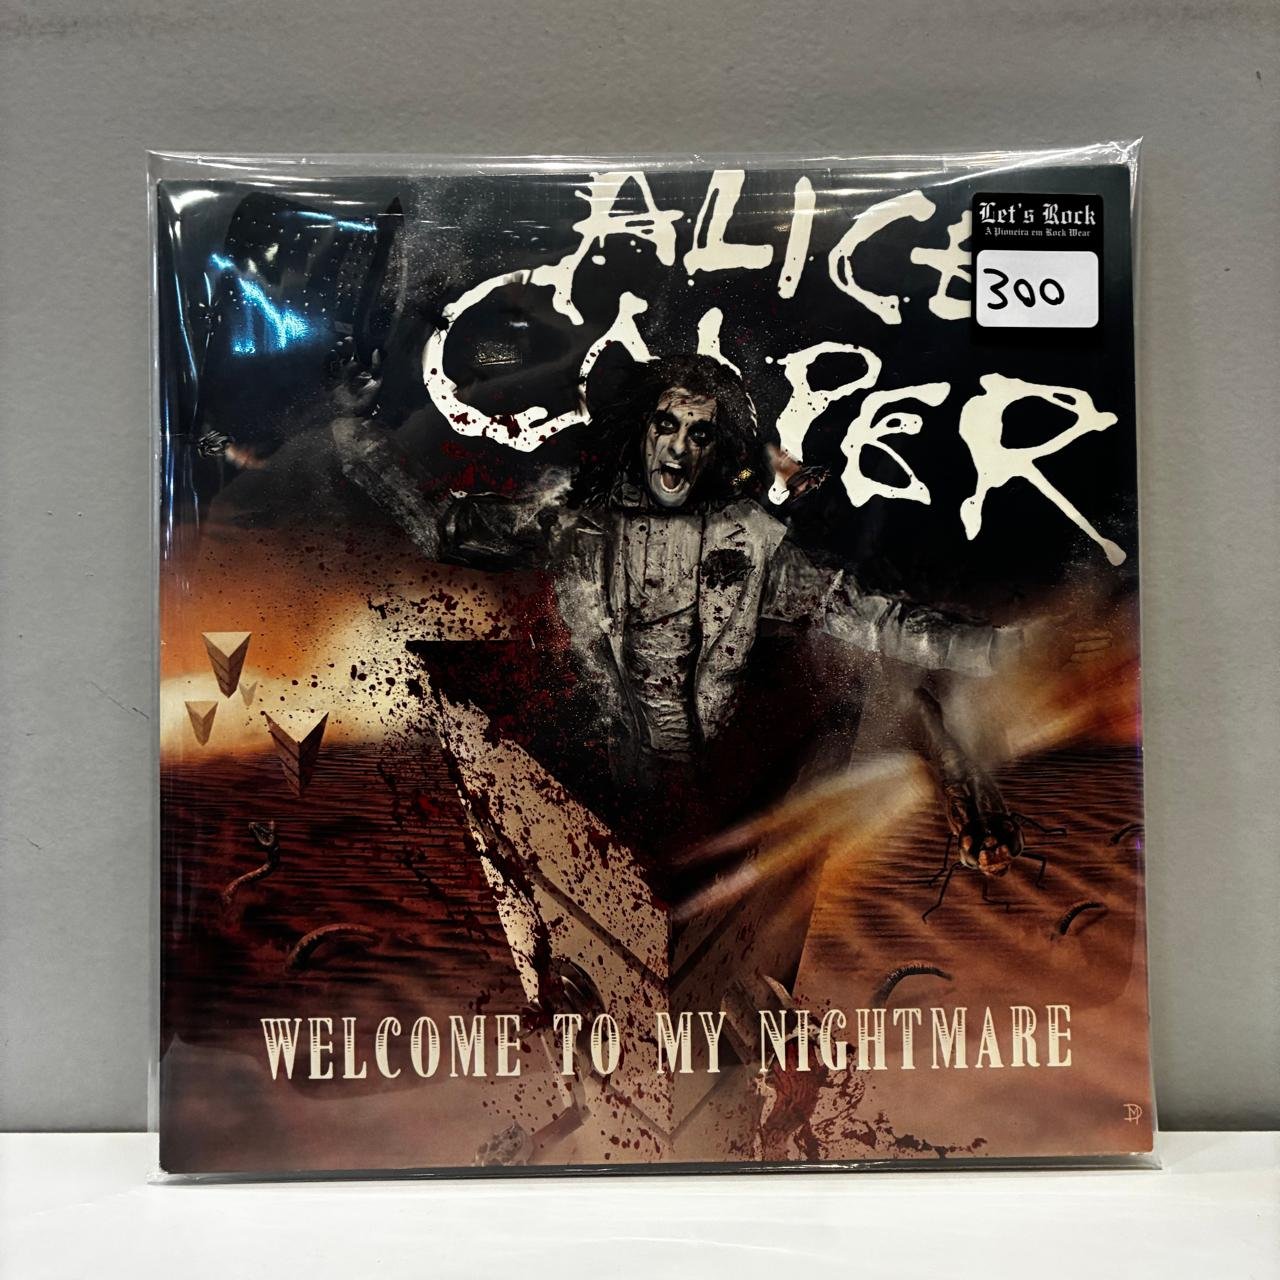 ALICE
COOPER
Let's Rock
A Pioneira em Rock Wear
300
WELCOME TO MY NIGHTMARE